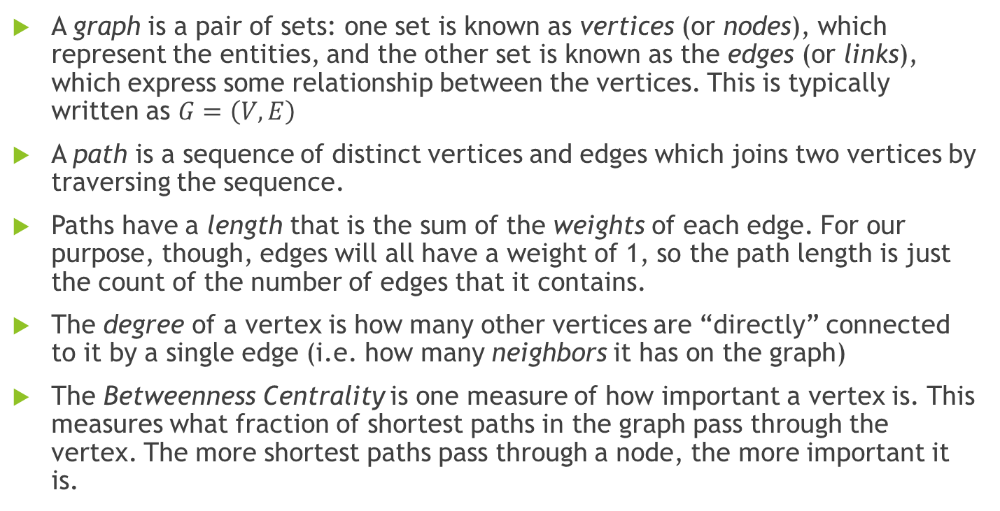 A graph is a pair of sets: one set is known as vertices (or nodes), which
represent the entities, and the other set is known as the edges (or links),
which express some relationship between the vertices. This is typically
written as G = (V, E)
A path is a sequence of distinct vertices and edges which joins two vertices by
traversing the sequence.
Paths have a length that is the sum of the weights of each edge. For our
purpose, though, edges will all have a weight of 1, so the path length is just
the count of the number of edges that it contains.
The degree of a vertex is how many other vertices are “directly” connected
to it by a single edge (i.e. how many neighbors it has on the graph)
The Betweenness Centrality is one measure of how important a vertex is. This
measures what fraction of shortest paths in the graph pass through the
vertex. The more shortest paths pass through a node, the more important it
is.